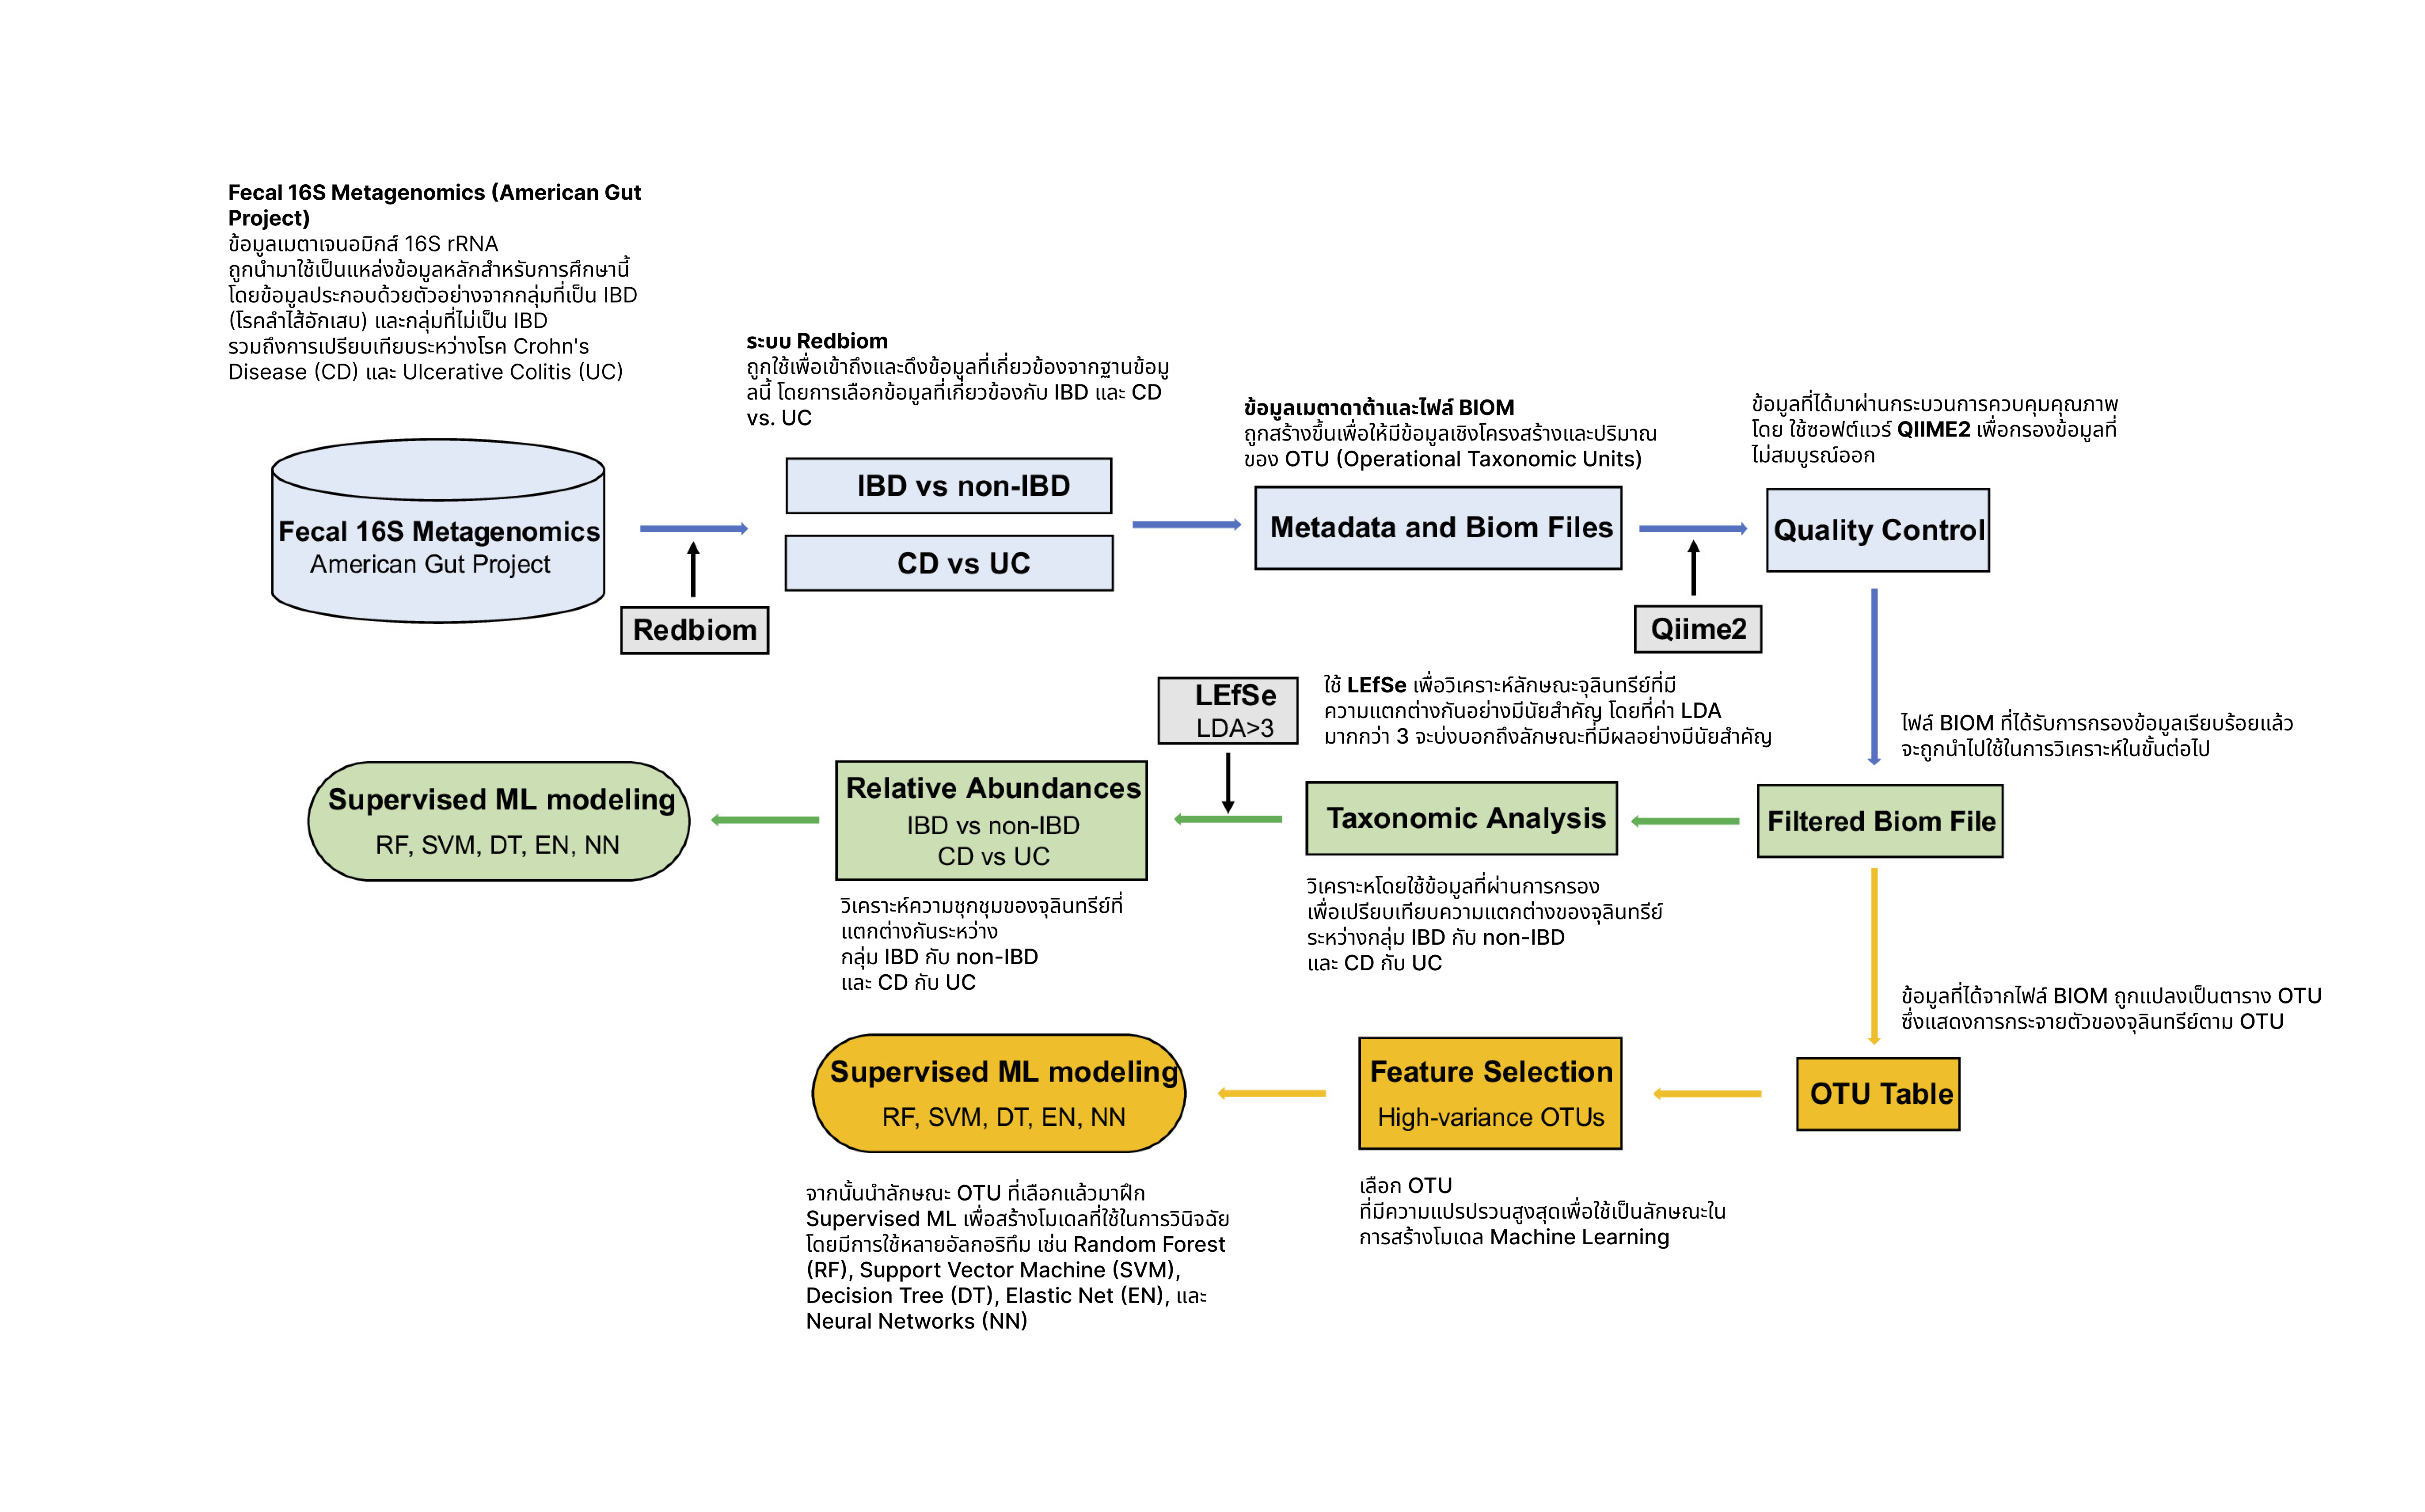 Fecal 16S Metagenomics (American Gut
Project)
ข้อมูลเมตาเจนอมิกส์ 16S rRNA
ถูกนำมาใช้เป็นแหล่งข้อมูลหลักสำหรับการศึกษานี้
โดยข้อมูลประกอบด้วยตัวอย่างจากกลุ่มที่เป็น IBD
(โรคลำไส้อักเสบ) และกลุ่มที่ไม่เป็น IBD
รวมถึงการเปรียบเทียบระหว่างโรค Crohn's
Disease (CD) และ Ulcerative Colitis (UC)
ระบบ Redbiom
ถูกใช้เพื่อเข้าถึงและดึงข้อมูลที่เกี่ยวข้องจากฐานข้อมู
ลนี้ โดยการเลือกข้อมูลที่เกี่ยวข้องกับ IBD และ CD
vs. UC
ข้อมูลเมตาดาต้าและไฟล์ BIOM
ถูกสร้างขึ้นเพื่อให้มีข้อมูลเชิงโครงสร้างและปริมาณ
ของ OTU (Operational Taxonomic Units)
ข้อมูลที่ได้มาผ่านกระบวนการควบคุมคุณภาพ
โดย ใช้ซอฟต์แวร์ QIIME2 เพื่อกรองข้อมูลที่
ไม่สมบูรณ์ออก
Fecal 16S Metagenomics
American Gut Project
IBD vs non-IBD
CD vs UC
Metadata and Biom Files
Quality Control
Redbiom
Qiime2
LEfSe
LDA>3
ใช้ LEfSe เพื่อวิเคราะห์ลักษณะจุลินทรีย์ที่มี
ความแตกต่างกันอย่างมีนัยสำคัญ โดยที่ค่า LDA
มากกว่า 3 จะบ่งบอกถึงลักษณะที่มีผลอย่างมีนัยสำคัญ
ไฟล์ BIOM ที่ได้รับการกรองข้อมูลเรียบร้อยแล้ว
จะถูกนำไปใช้ในการวิเคราะห์ในขั้นต่อไป
Supervised ML modeling
RF, SVM, DT, EN, NN
Relative Abundances
IBD vs non-IBD
CD vs UC
Taxonomic Analysis
Filtered Biom File
วิเคราะห์ความชุกชุมของจุลินทรีย์ที่
แตกต่างกันระหว่าง
กลุ่ม IBD กับ non-IBD
และ CD กับ UC
วิเคราะหโดยใช้ข้อมูลที่ผ่านการกรอง
เพื่อเปรียบเทียบความแตกต่างของจุลินทรีย์
ระหว่างกลุ่ม IBD กับ non-IBD
และ CD กับ UC
ข้อมูลที่ได้จากไฟล์ BIOM ถูกแปลงเป็นตาราง OTU
ซึ่งแสดงการกระจายตัวของจุลินทรีย์ตาม OTU
Supervised ML modeling
RF, SVM, DT, EN, NN
Feature Selection
High-variance OTUs
OTU Table
จากนั้นนำลักษณะ OTU ที่เลือกแล้วมาฝึก
Supervised ML เพื่อสร้างโมเดลที่ใช้ในการวินิจฉัย
โดยมีการใช้หลายอัลกอริทึม เช่น Random Forest
(RF), Support Vector Machine (SVM),
Decision Tree (DT), Elastic Net (EN), และ
Neural Networks (NN)
เลือก OTU
ที่มีความแปรปรวนสูงสุดเพื่อใช้เป็นลักษณะใน
การสร้างโมเดล Machine Learning